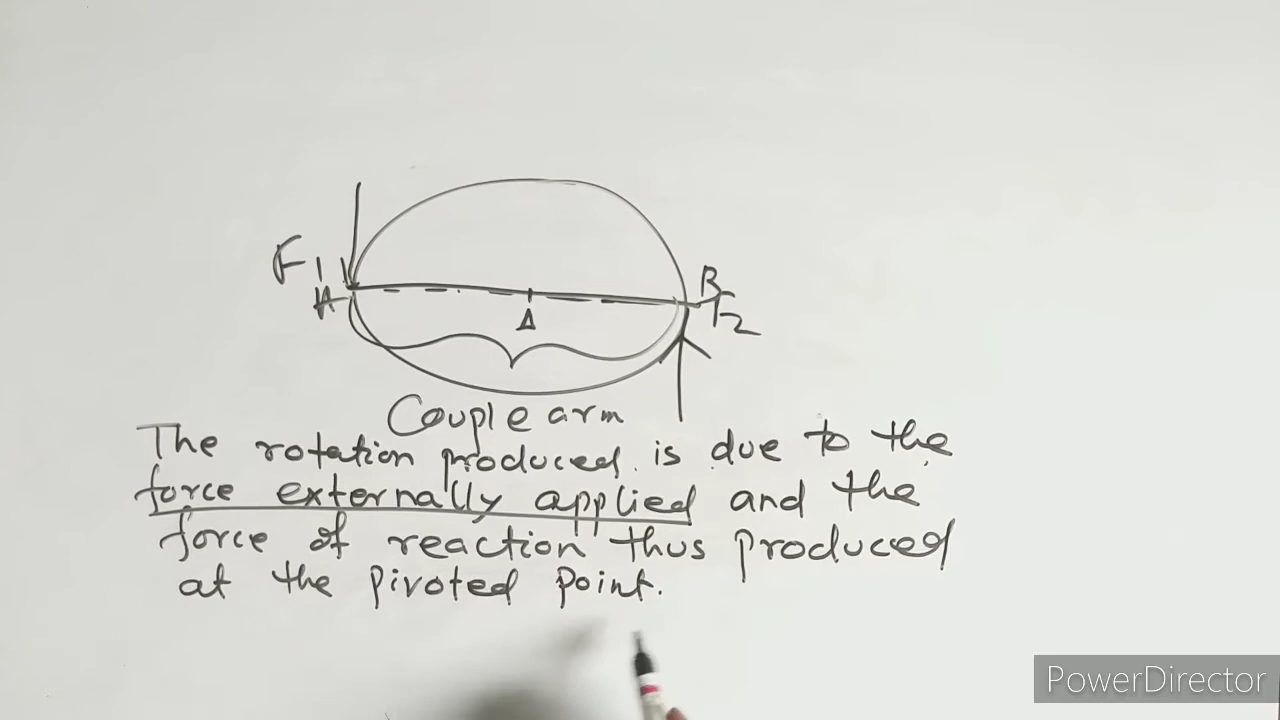 F1
A
B
F2
Couple arm
The rotation produced is due to the
force externally applied and the
force of reaction thus produced
at the pivoted point.
PowerDirector